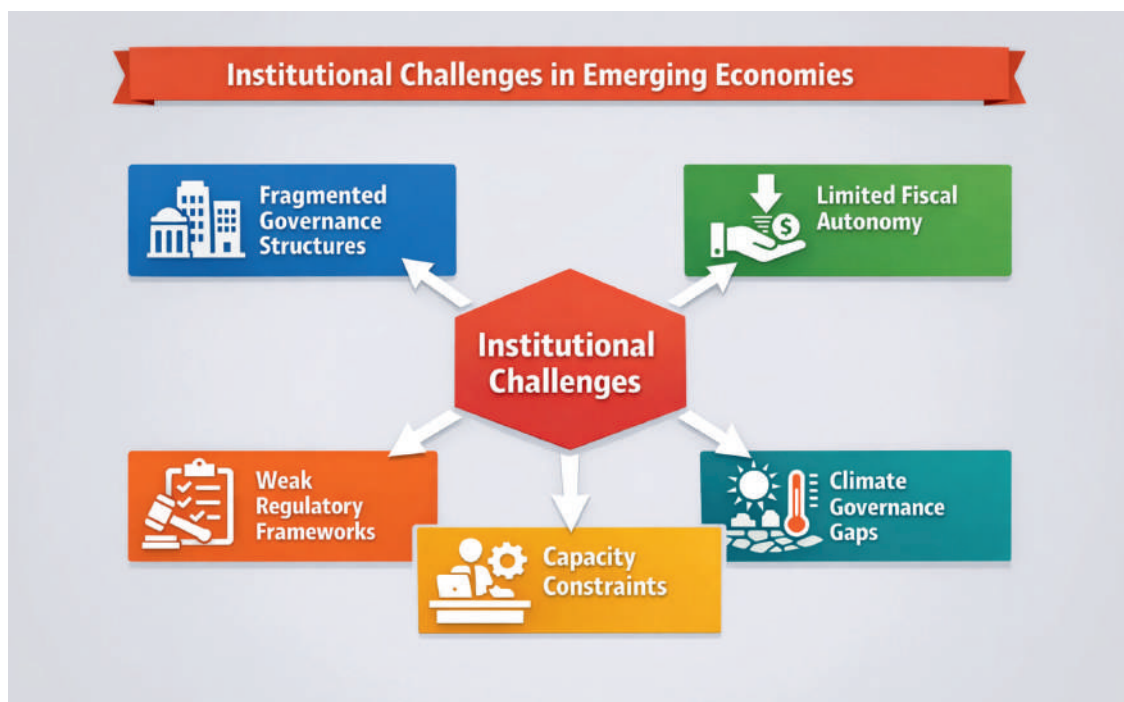 Institutional Challenges in Emerging Economies
Fragmented
Governance
Structures
Limited Fiscal
Autonomy
$
Institutional
Challenges
Weak
Regulatory
Frameworks
Capacity
Constraints
Climate
Governance
Gaps